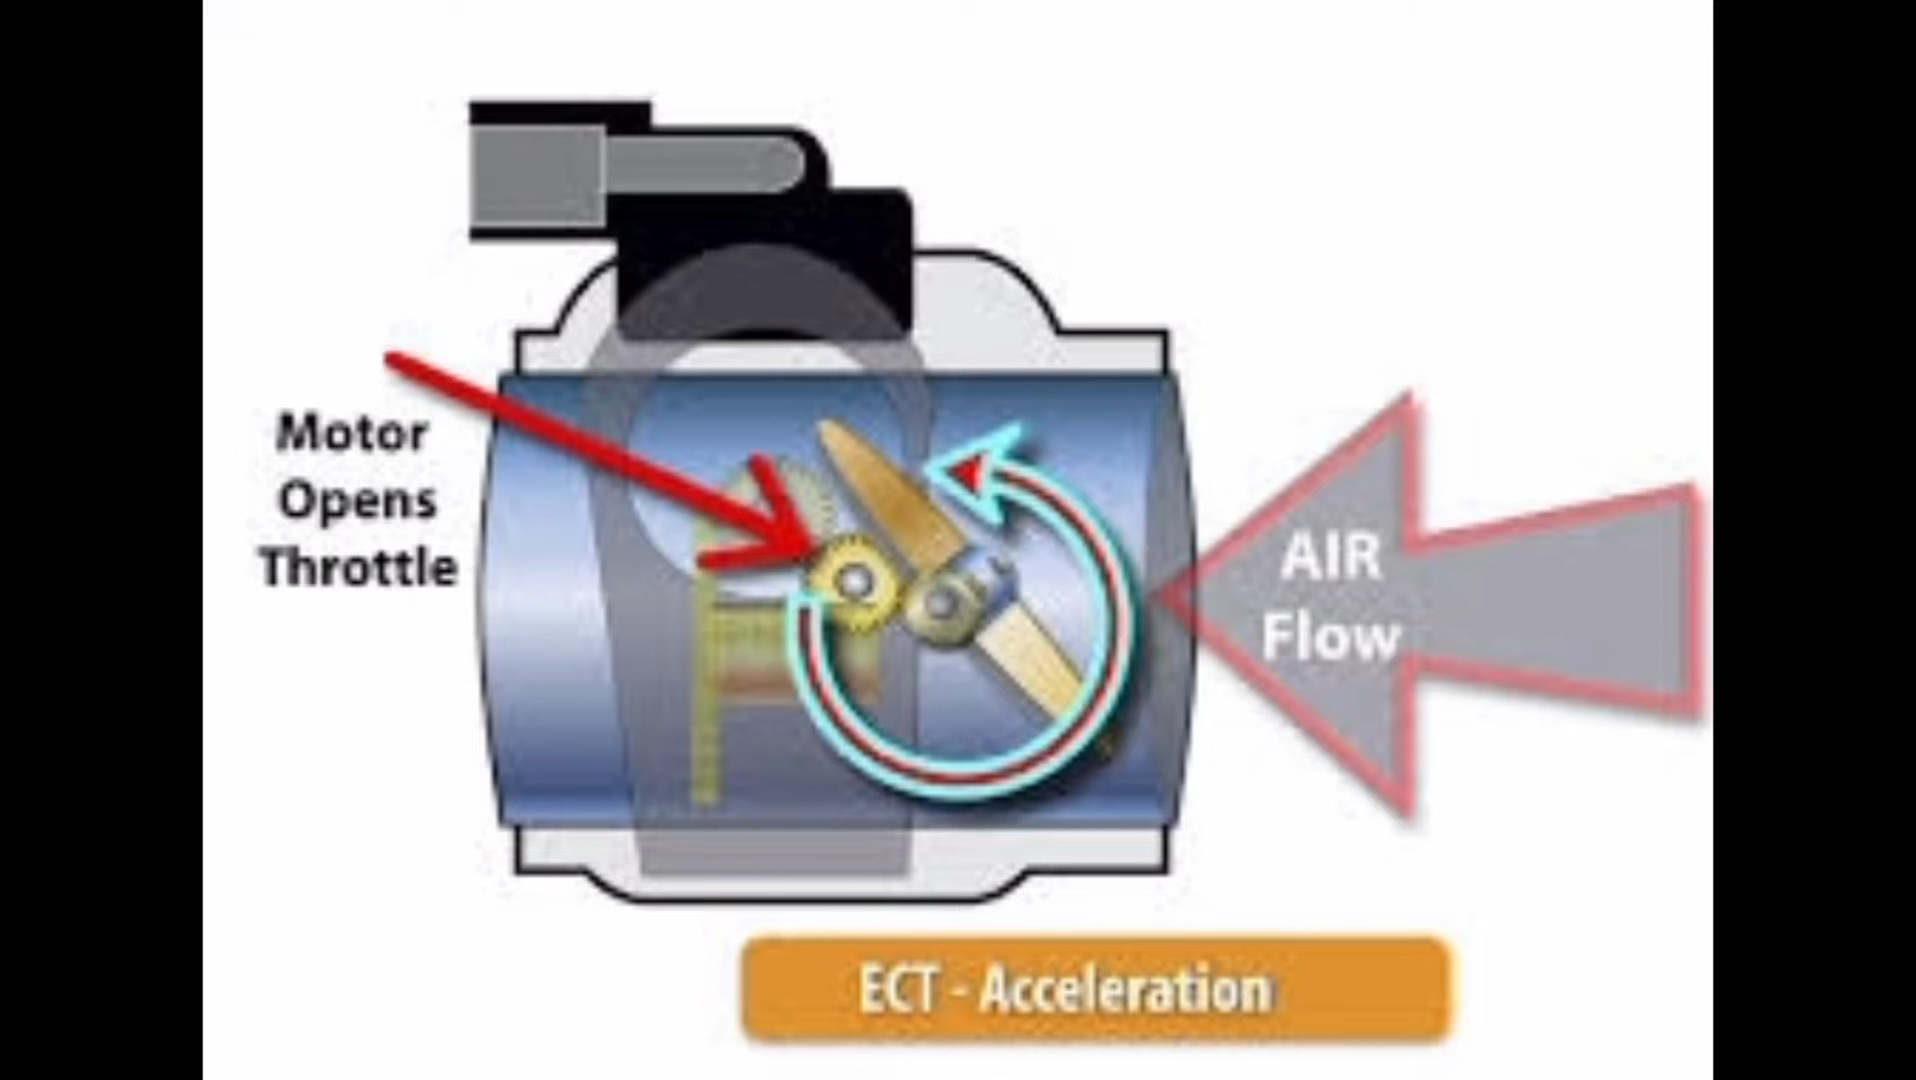 Motor
Opens
Throttle
AIR
Flow
ECT - Acceleration